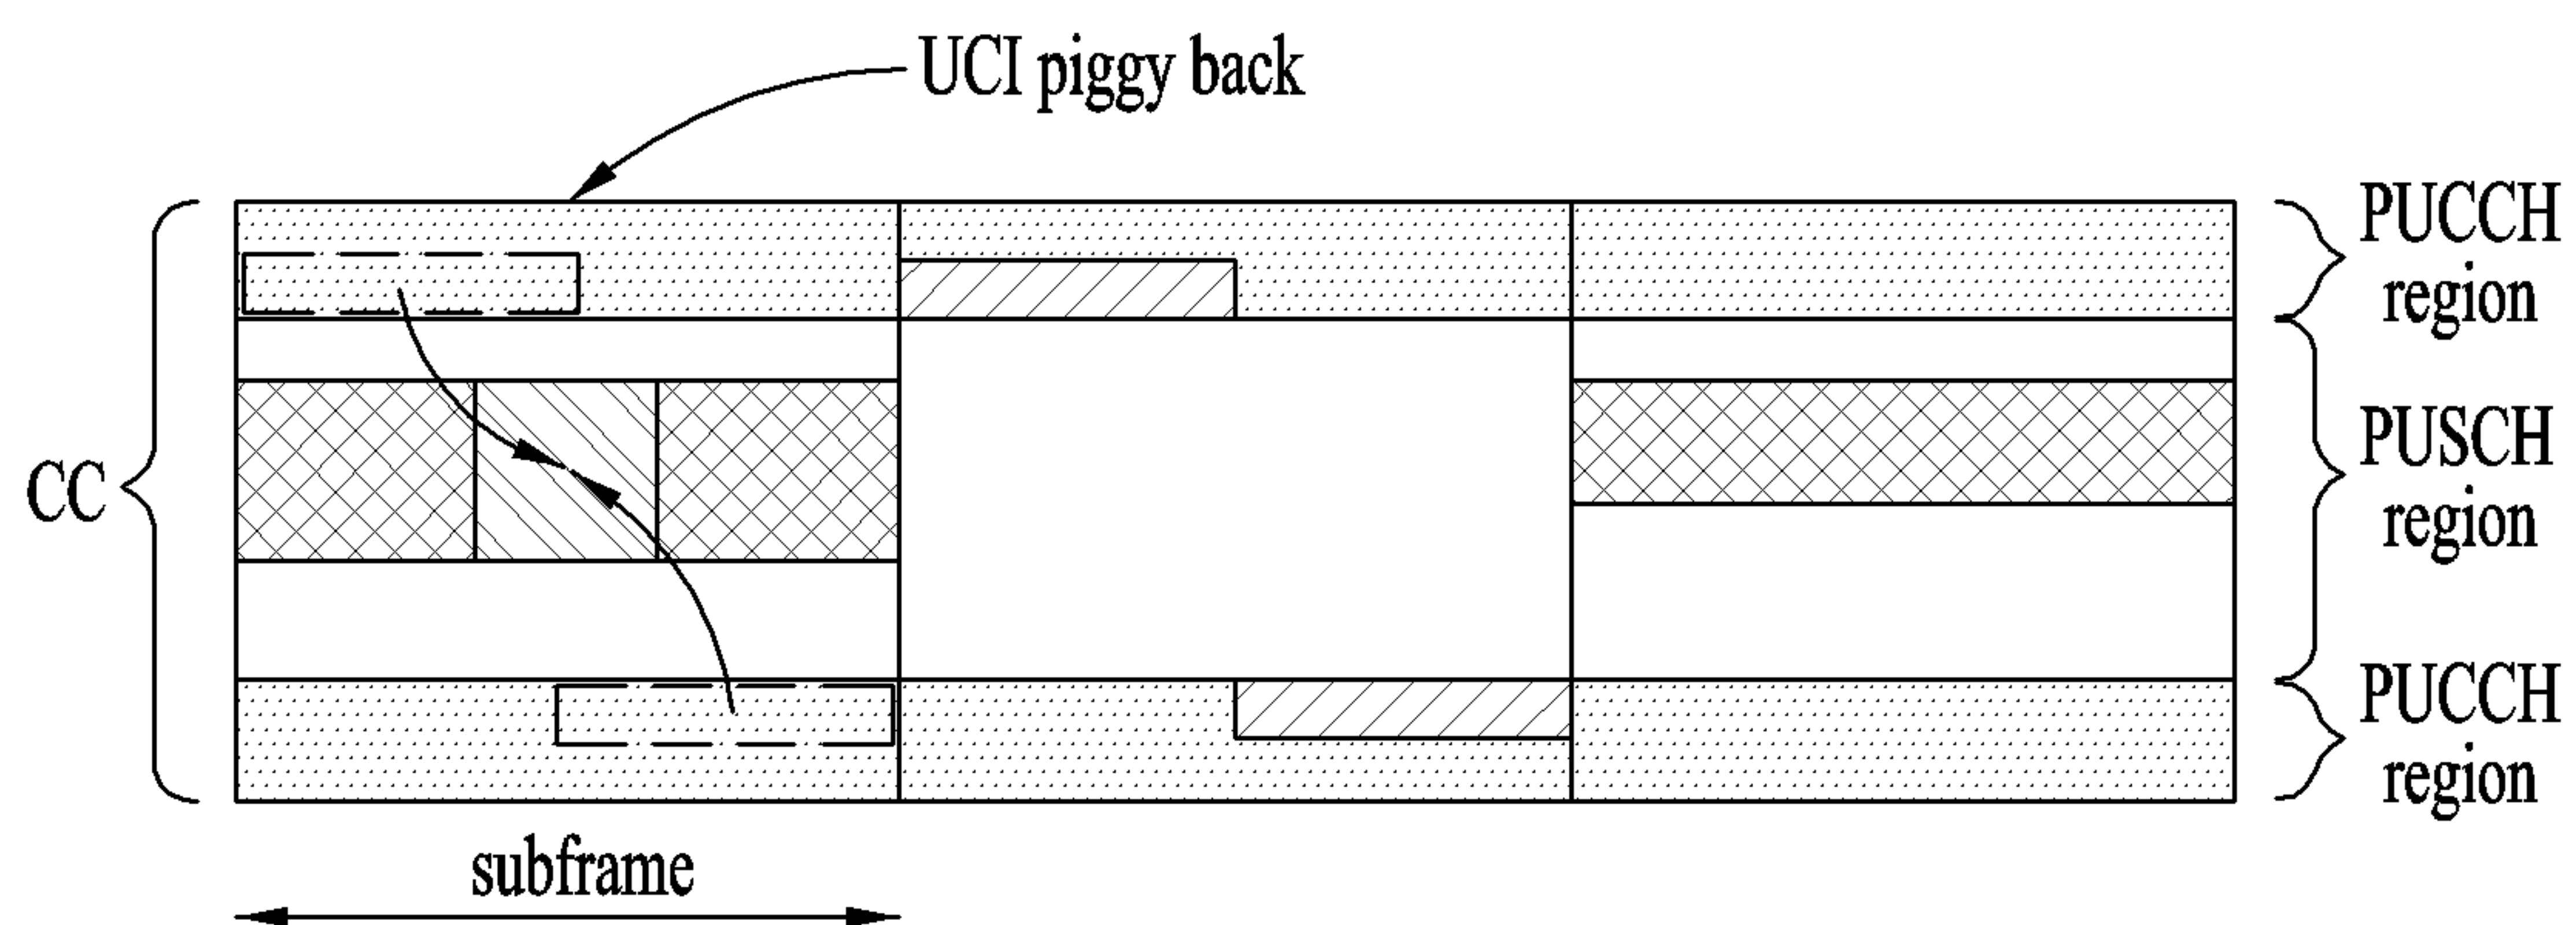 UCI piggy back
PUCCH
region
CC
PUSCH
region
PUCCH
region
subframe